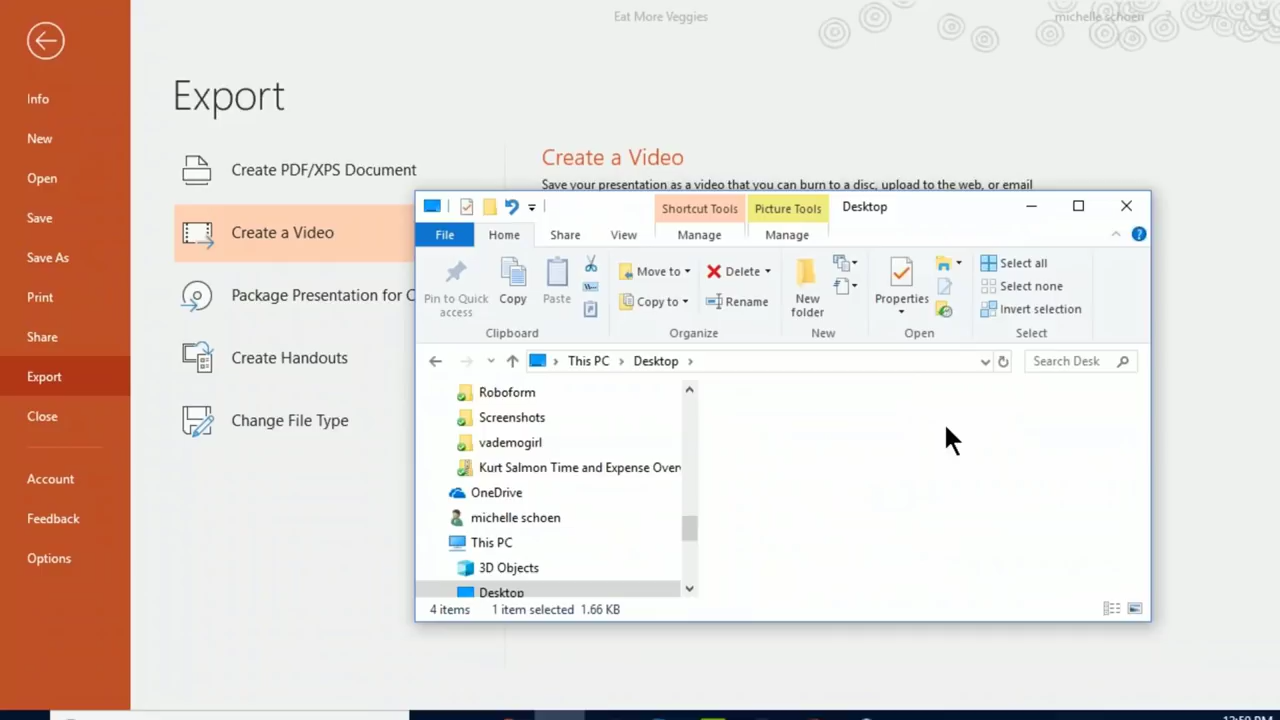 Eat More Veggies
michelle schoen
Info
New
Open
Save
Save As
Print
Share
Export
Close
Account
Feedback
Options
Export
Create PDF/XPS Document
Create a Video
Package Presentation for C
Create Handouts
Change File Type
Create a Video
Save your presentation as a video that you can burn to a disc, upload to the web, or email
Shortcut Tools
Picture Tools
Desktop
File
Home
Share
View
Manage
Manage
Pin to Quick
access
Copy
Paste
Clipboard
Move to
Copy to
Delete
Rename
Organize
New
folder
New
Properties
Open
Select all
Select none
Invert selection
Select
This PC
Desktop
Search Desk
Roboform
Screenshots
vademogirl
Kurt Salmon Time and Expense Over
OneDrive
michelle schoen
This PC
3D Objects
Desktop
4 items
1 item selected 1.66 KB